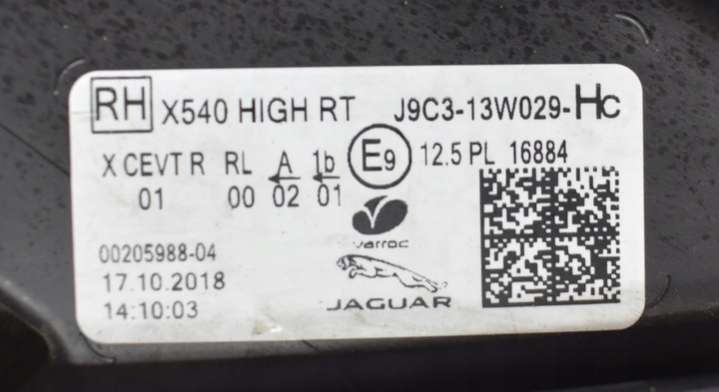 RH X540 HIGH RT J9C3-13W029-Hc
X CEVT R RL A 1b E9 12.5 PL 16884
01 00 02 01
varroc
00205988-04
17.10.2018
14:10:03
JAGUAR